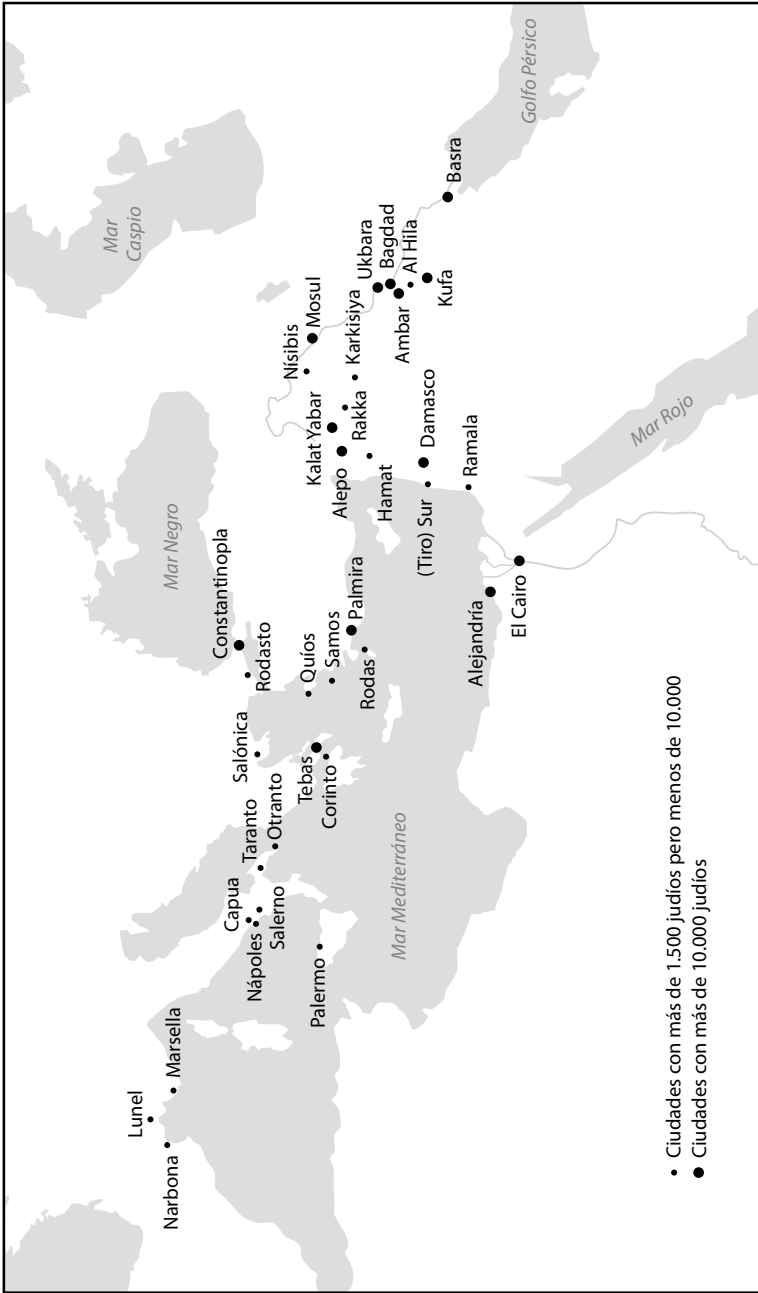 Mar
Caspio
Golfo Pérsico
Mar Negro
Mar Rojo
Mar Mediterráneo
Lunel
Narbona
Marsella
Capua
Nápoles
Salerno
Palermo
Taranto
Otranto
Salónica
Tebas
Corinto
Constantinopla
Rodasto
Quíos
Samos
Palmira
Rodas
Alejandría
El Cairo
Nísibis
Mosul
Kalat Yabar
Karkisiya
Alepo
Rakka
Hamat
Damasco
(Tiro) Sur
Ramala
Ukbara
Bagdad
Al Hila
Ambar
Kufa
Basra
Ciudades con más de 1.500 judíos pero menos de 10.000
Ciudades con más de 10.000 judíos